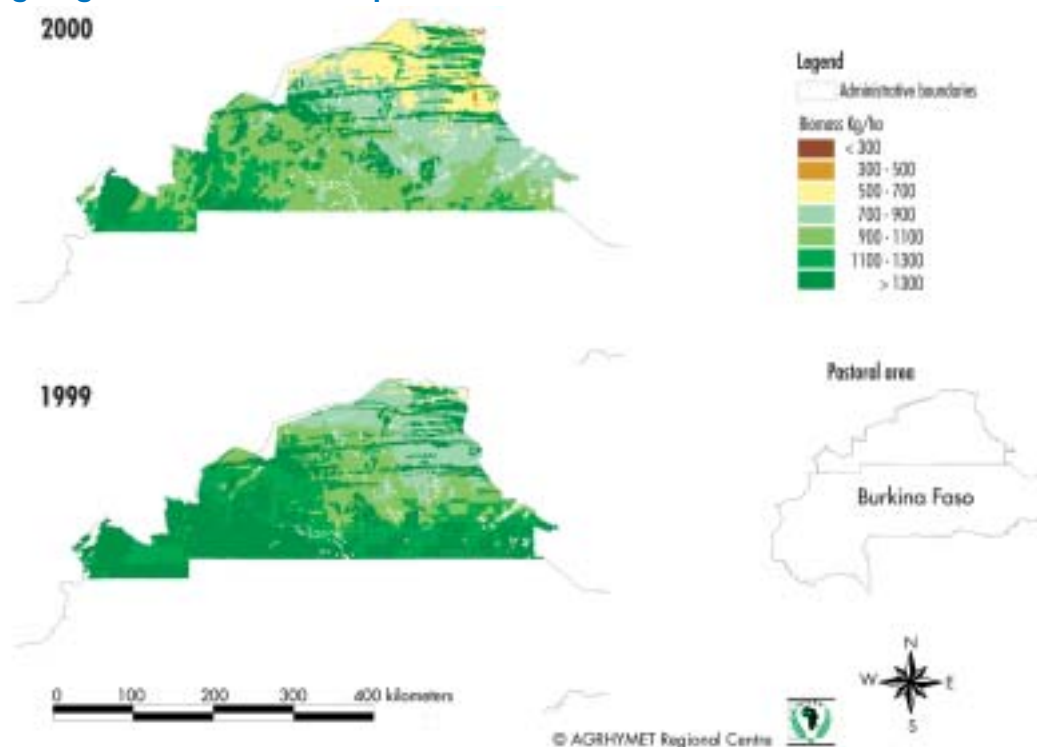 2000
Legend
Administrative boundaries
Biomass Kg/ha
< 300
300 - 500
500 - 700
700 - 900
900 - 1100
1100 - 1300
> 1300
1999
Pastoral area
Burkina Faso
N
W E
S
0 100 200 300 400 kilometers
© AGRHYMET Regional Centre